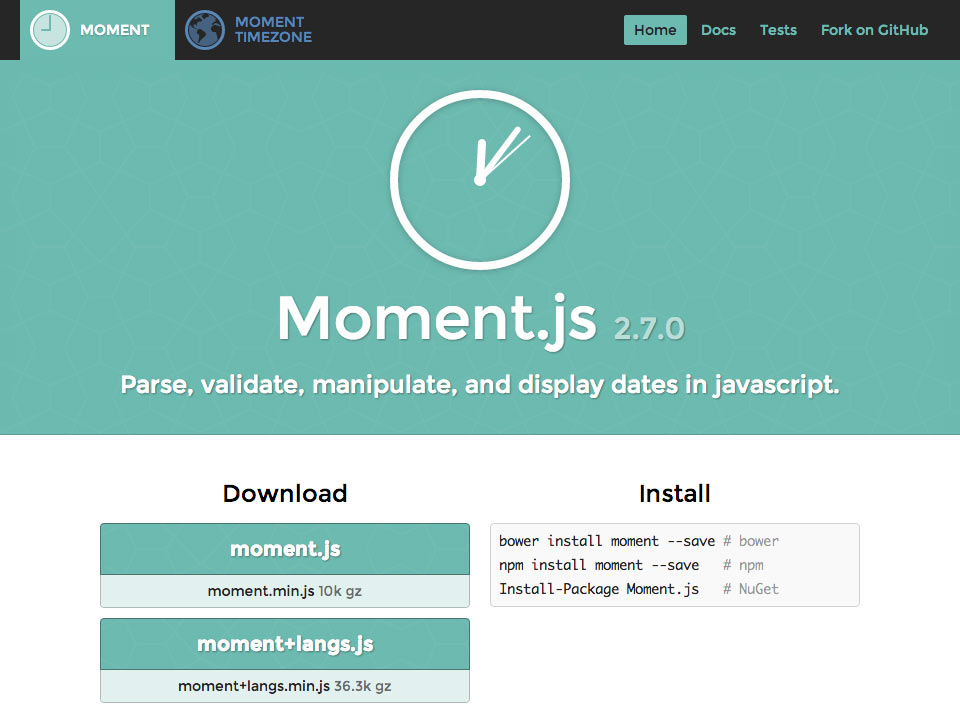 MOMENT
MOMENT
TIMEZONE
Home Docs Tests Fork on GitHub
Moment.js 2.7.0
Parse, validate, manipulate, and display dates in javascript.
Download
moment.js
moment.min.js 10k gz
moment+langs.js
moment+langs.min.js 36.3k gz
Install
bower install moment --save # bower
npm install moment --save   # npm
Install-Package Moment.js   # NuGet